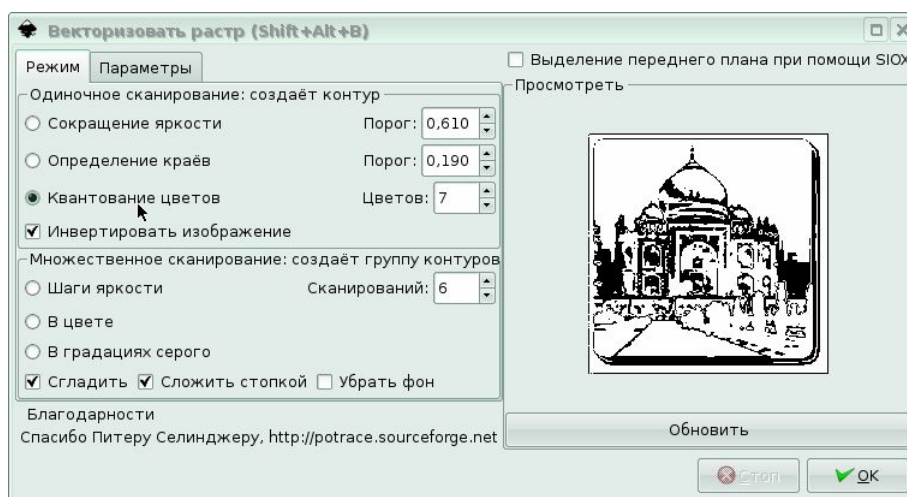 Векторизовать растр (Shift+Alt+B)
Режим Параметры
Выделение переднего плана при помощи SIOX
Одиночное сканирование: создаёт контур
Просмотреть
Сокращение яркости Порог: 0,610
Определение краёв Порог: 0,190
Квантование цветов Цветов: 7
Инвертировать изображение
Множественное сканирование: создаёт группу контуров
Шаги яркости Сканирований: 6
В цвете
В градациях серого
Сгладить Сложить стопкой Убрать фон
Благодарности
Спасибо Питеру Селинджеру, http://potrace.sourceforge.net
Обновить
Стоп OK